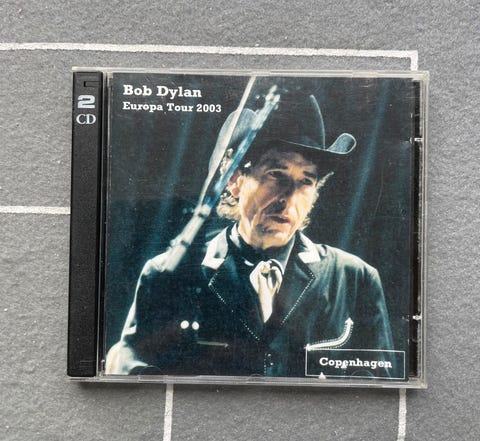 Bob Dylan
Europa Tour 2003
2
CD
Copenhagen